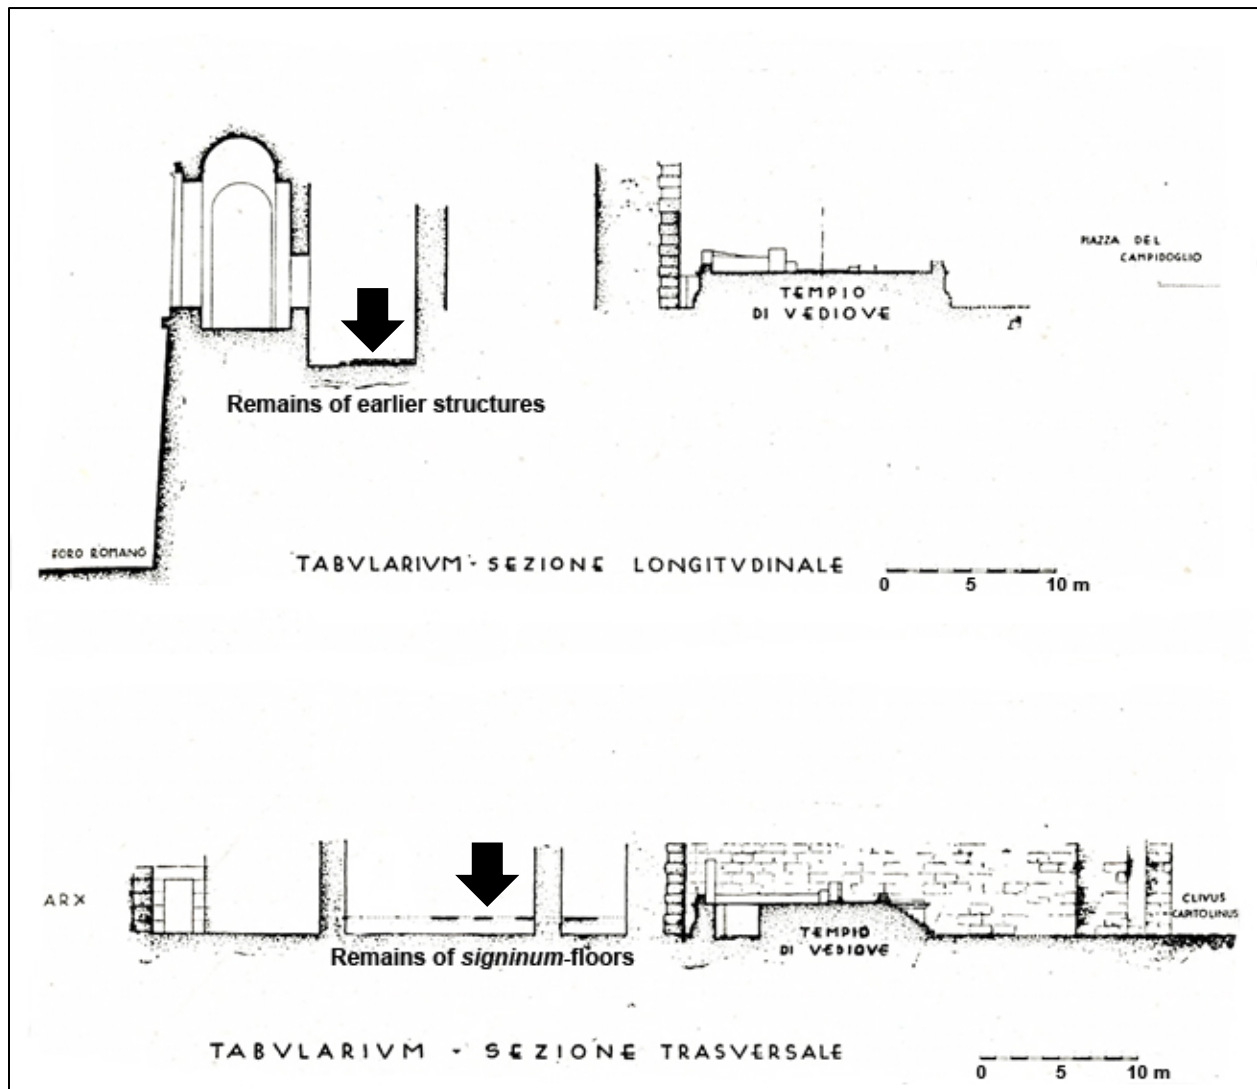 PIAZZA DEL
CAMPIDOGLIO
TEMPIO
DI VEDIOVE
Remains of earlier structures
FORO ROMANO
TABVLARIVM - SEZIONE LONGITVDINALE
0 5 10 m
ARX
CLIVUS
CAPITOLINUS
TEMPIO
DI VEDIOVE
Remains of signinum-floors
TABVLARIVM - SEZIONE TRASVERSALE
0 5 10 m